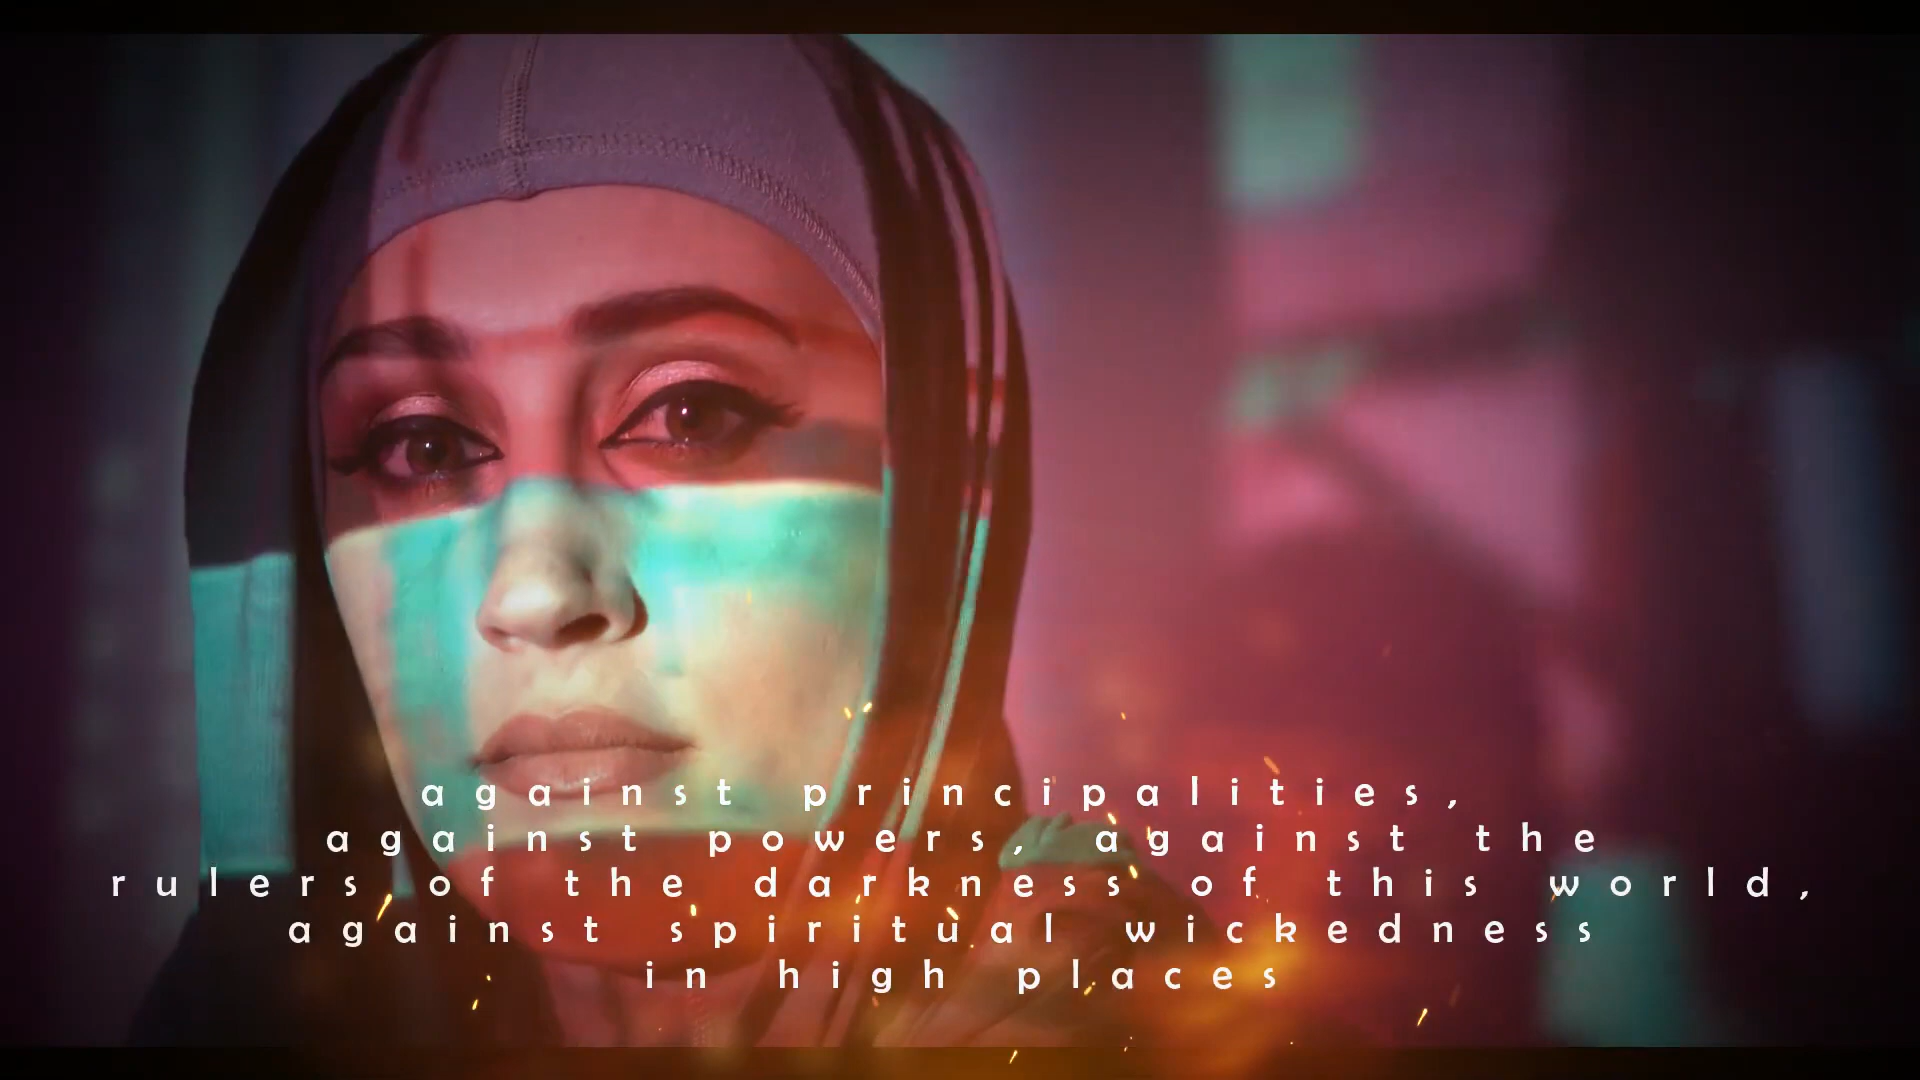 against principalities,
against powers, against the
rulers of the darkness of this world,
against spiritual wickedness
in high places